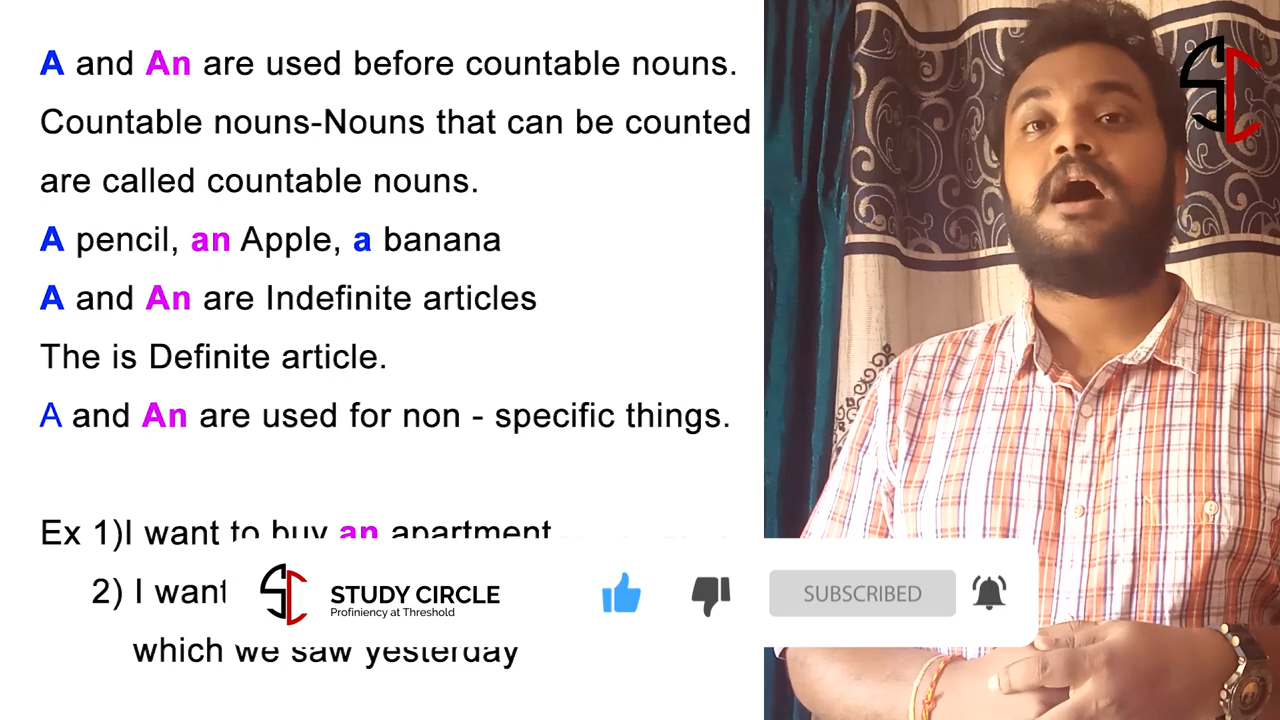 A and An are used before countable nouns.
Countable nouns-Nouns that can be counted
are called countable nouns.
A pencil, an Apple, a banana
A and An are Indefinite articles
The is Definite article.
A and An are used for non - specific things.
Ex 1)I want to buy an apartment
2) I want
which we saw yesterday
STUDY CIRCLE
Profiniency at Threshold
SUBSCRIBED
SC